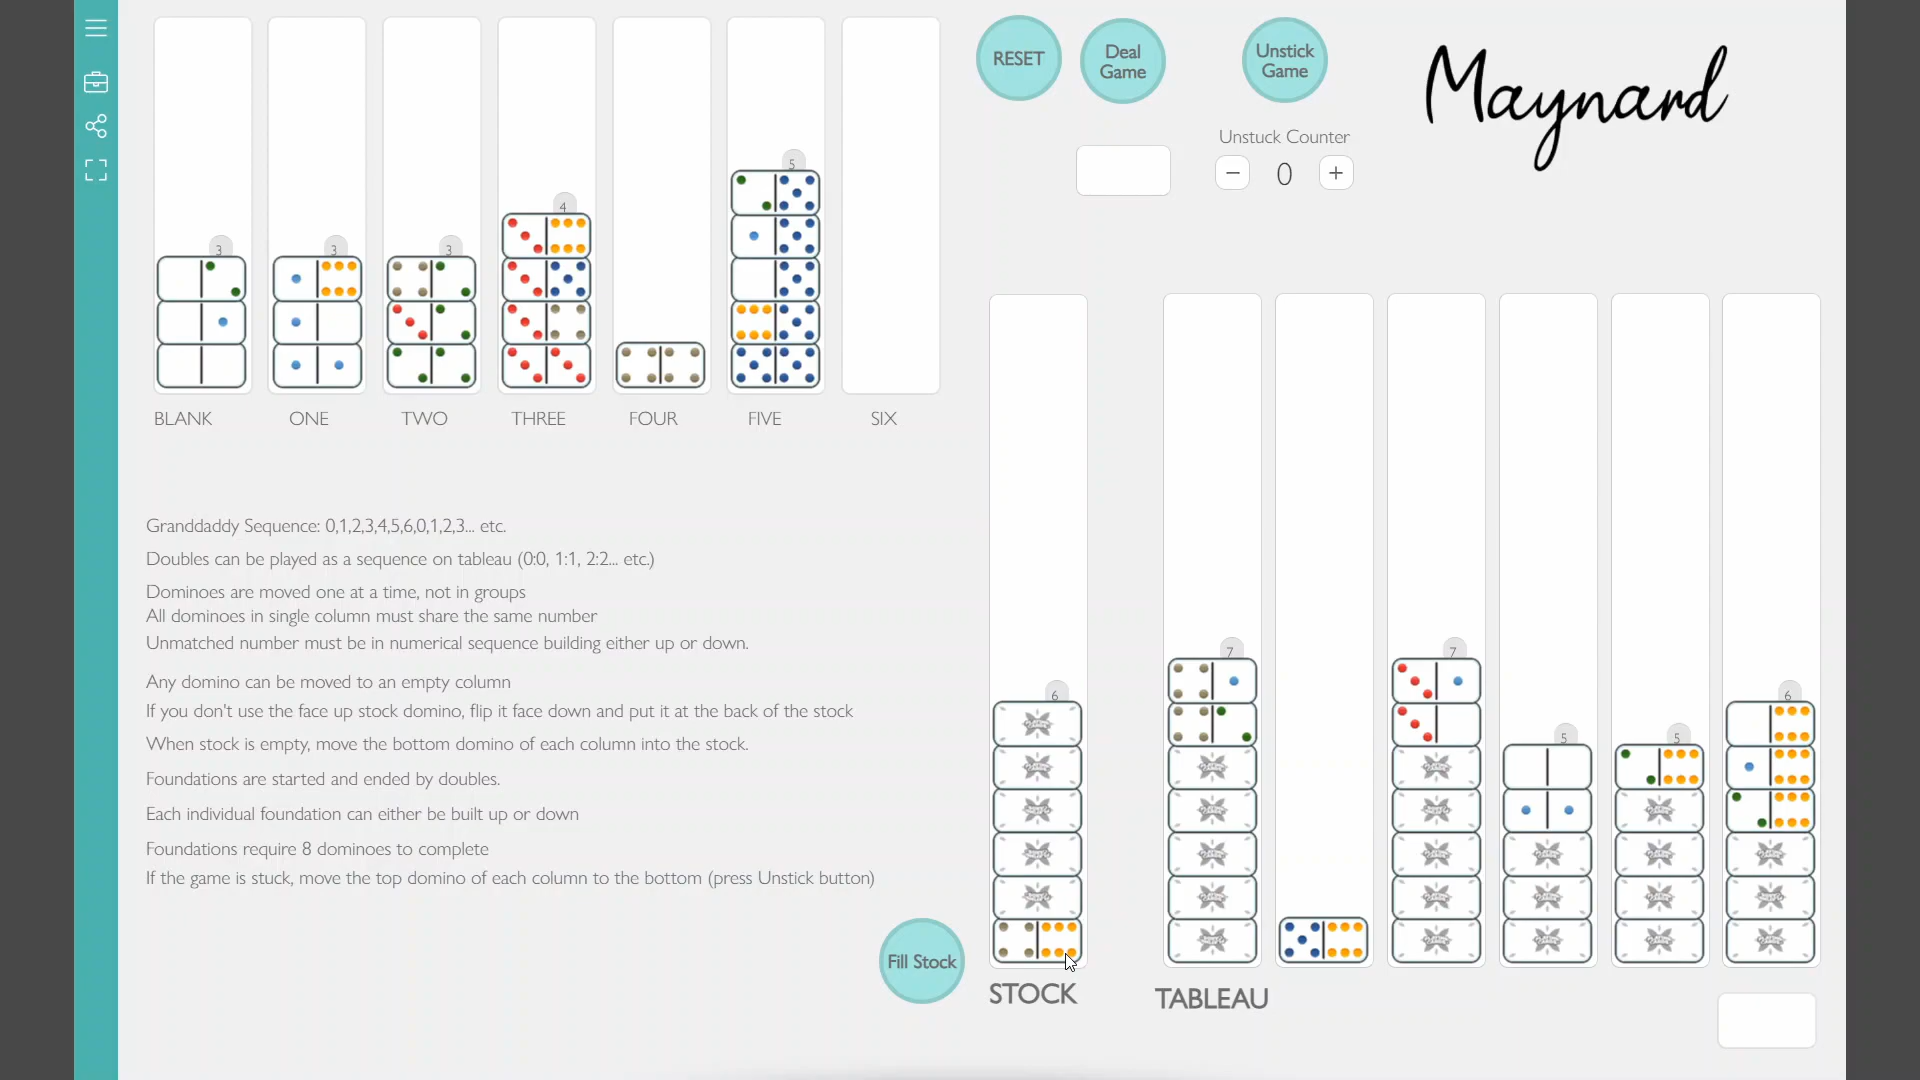 RESET
Deal
Game
Unstick
Game
Maynard
Unstuck Counter
− 0 +
5
4
3
3
3
BLANK
ONE
TWO
THREE
FOUR
FIVE
SIX
Granddaddy Sequence: 0,1,2,3,4,5,6,0,1,2,3... etc.
Doubles can be played as a sequence on tableau (0:0, 1:1, 2:2... etc.)
Dominoes are moved one at a time, not in groups
All dominoes in single column must share the same number
Unmatched number must be in numerical sequence building either up or down.
Any domino can be moved to an empty column
If you don't use the face up stock domino, flip it face down and put it at the back of the stock
When stock is empty, move the bottom domino of each column into the stock.
Foundations are started and ended by doubles.
Each individual foundation can either be built up or down
Foundations require 8 dominoes to complete
If the game is stuck, move the top domino of each column to the bottom (press Unstick button)
7
7
6
6
5
5
Fill Stock
STOCK
TABLEAU